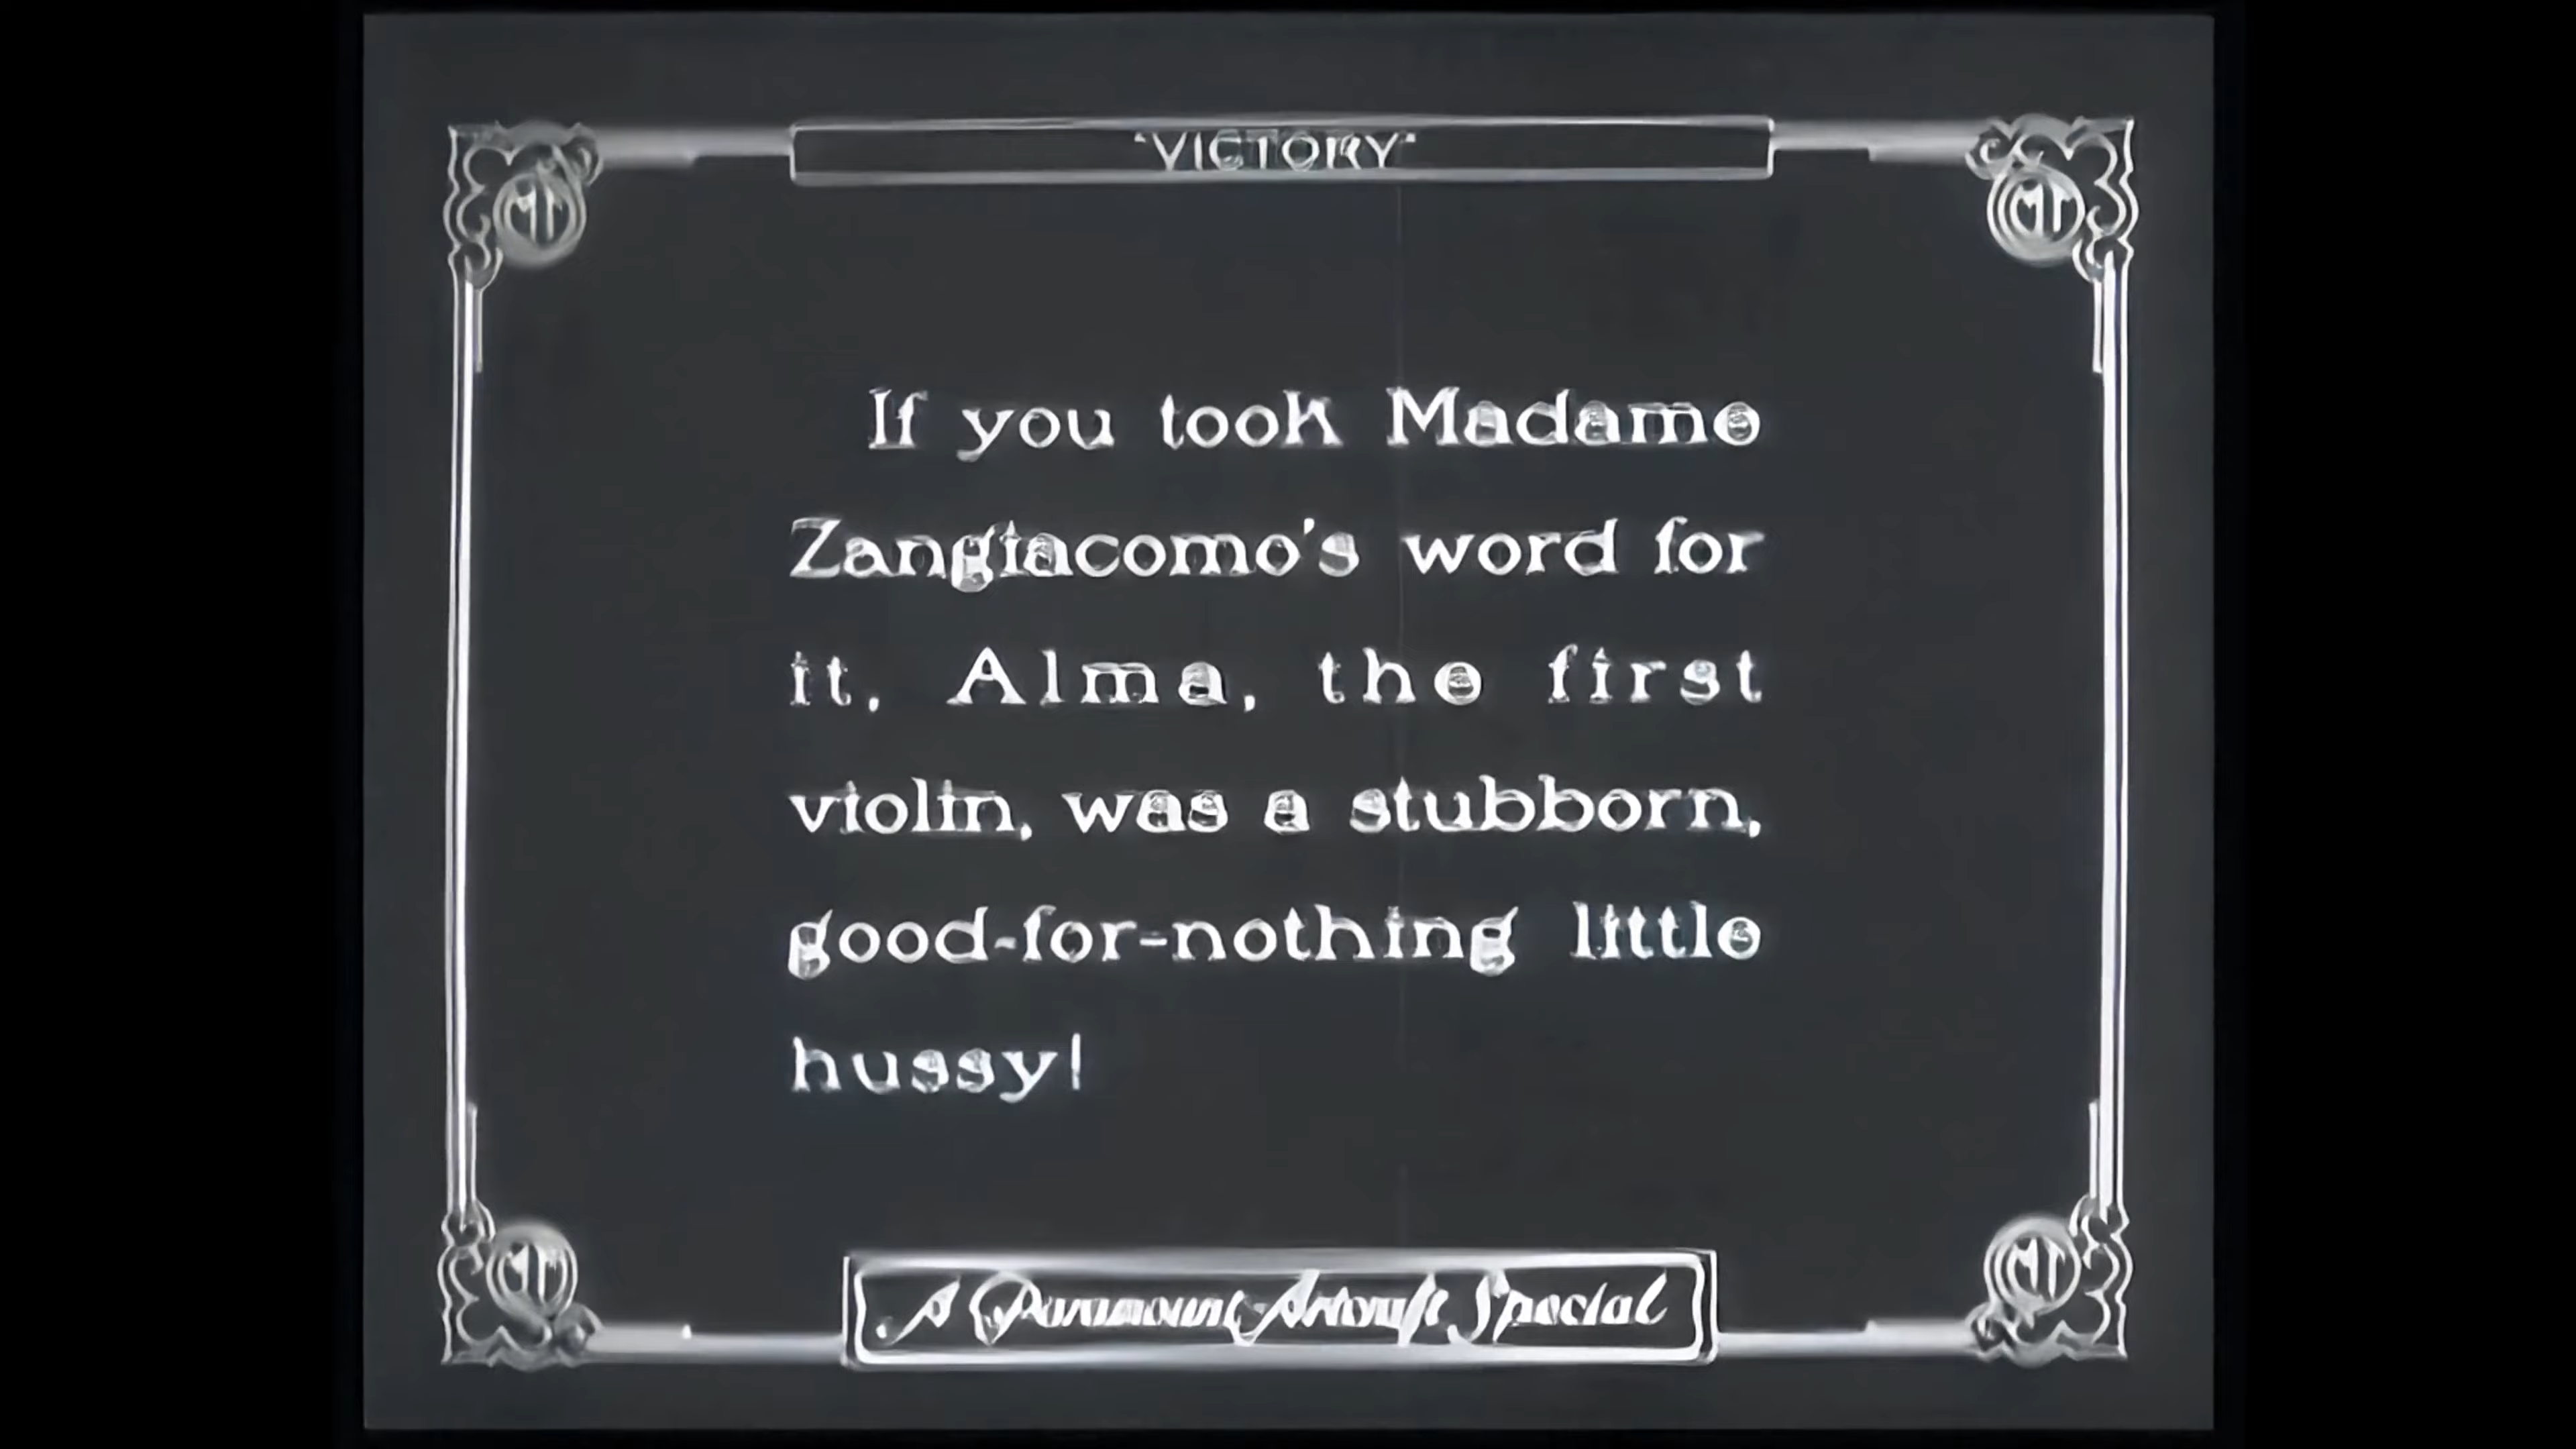 "VICTORY"
If you took Madame
Zangiacomo's word for
it, Alma, the first
violin, was a stubborn,
good-for-nothing little
hussy!
A Paramount-Artcraft Special